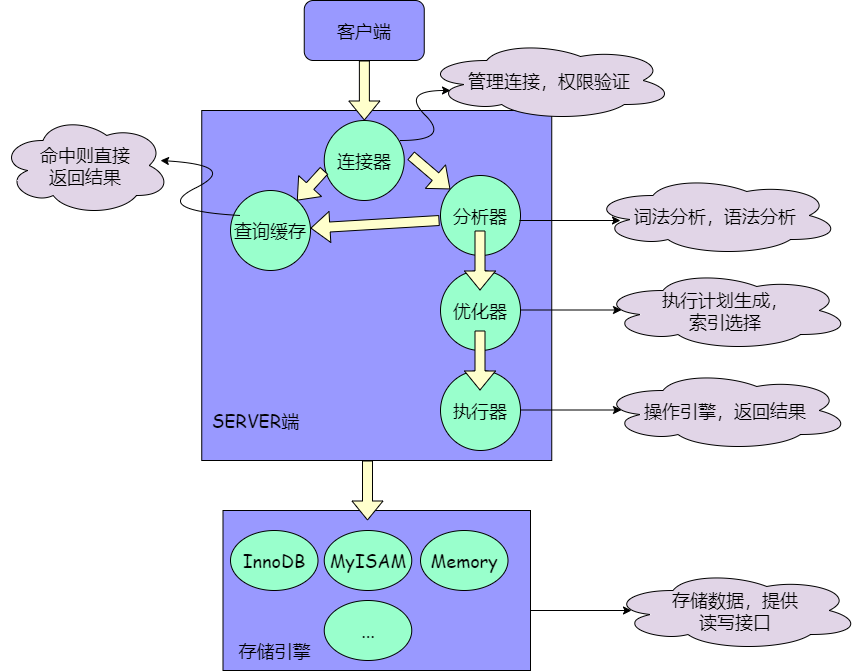 客户端
管理连接，权限验证
命中则直接
返回结果
连接器
查询缓存
分析器
词法分析，语法分析
优化器
执行计划生成，
索引选择
执行器
操作引擎，返回结果
SERVER端
InnoDB
MyISAM
Memory
...
存储引擎
存储数据，提供
读写接口